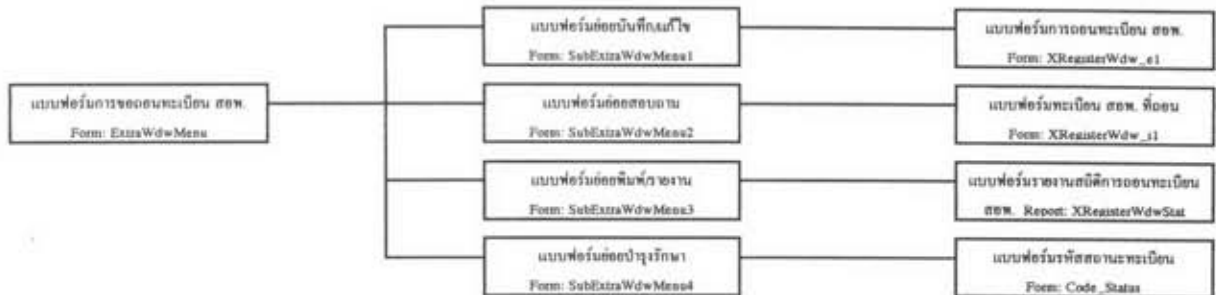 แบบฟอร์มการขอถอนทะเบียน สอพ.
Form: ExtraWdwMenu
แบบฟอร์มย่อยบันทึก/แก้ไข
Form: SubExtraWdwMenu1
แบบฟอร์มการถอนทะเบียน สอพ.
Form: XRegisterWdw_e1
แบบฟอร์มย่อยสอบถาม
Form: SubExtraWdwMenu2
แบบฟอร์มทะเบียน สอพ. ที่ถอน
Form: XRegisterWdw_s1
แบบฟอร์มย่อยพิมพ์/รายงาน
Form: SubExtraWdwMenu3
แบบฟอร์มรายงานสถิติการถอนทะเบียน
สอพ. Report: XRegisterWdwStat
แบบฟอร์มย่อยบำรุงรักษา
Form: SubExtraWdwMenu4
แบบฟอร์มรหัสสถานะทะเบียน
Form: Code_Status